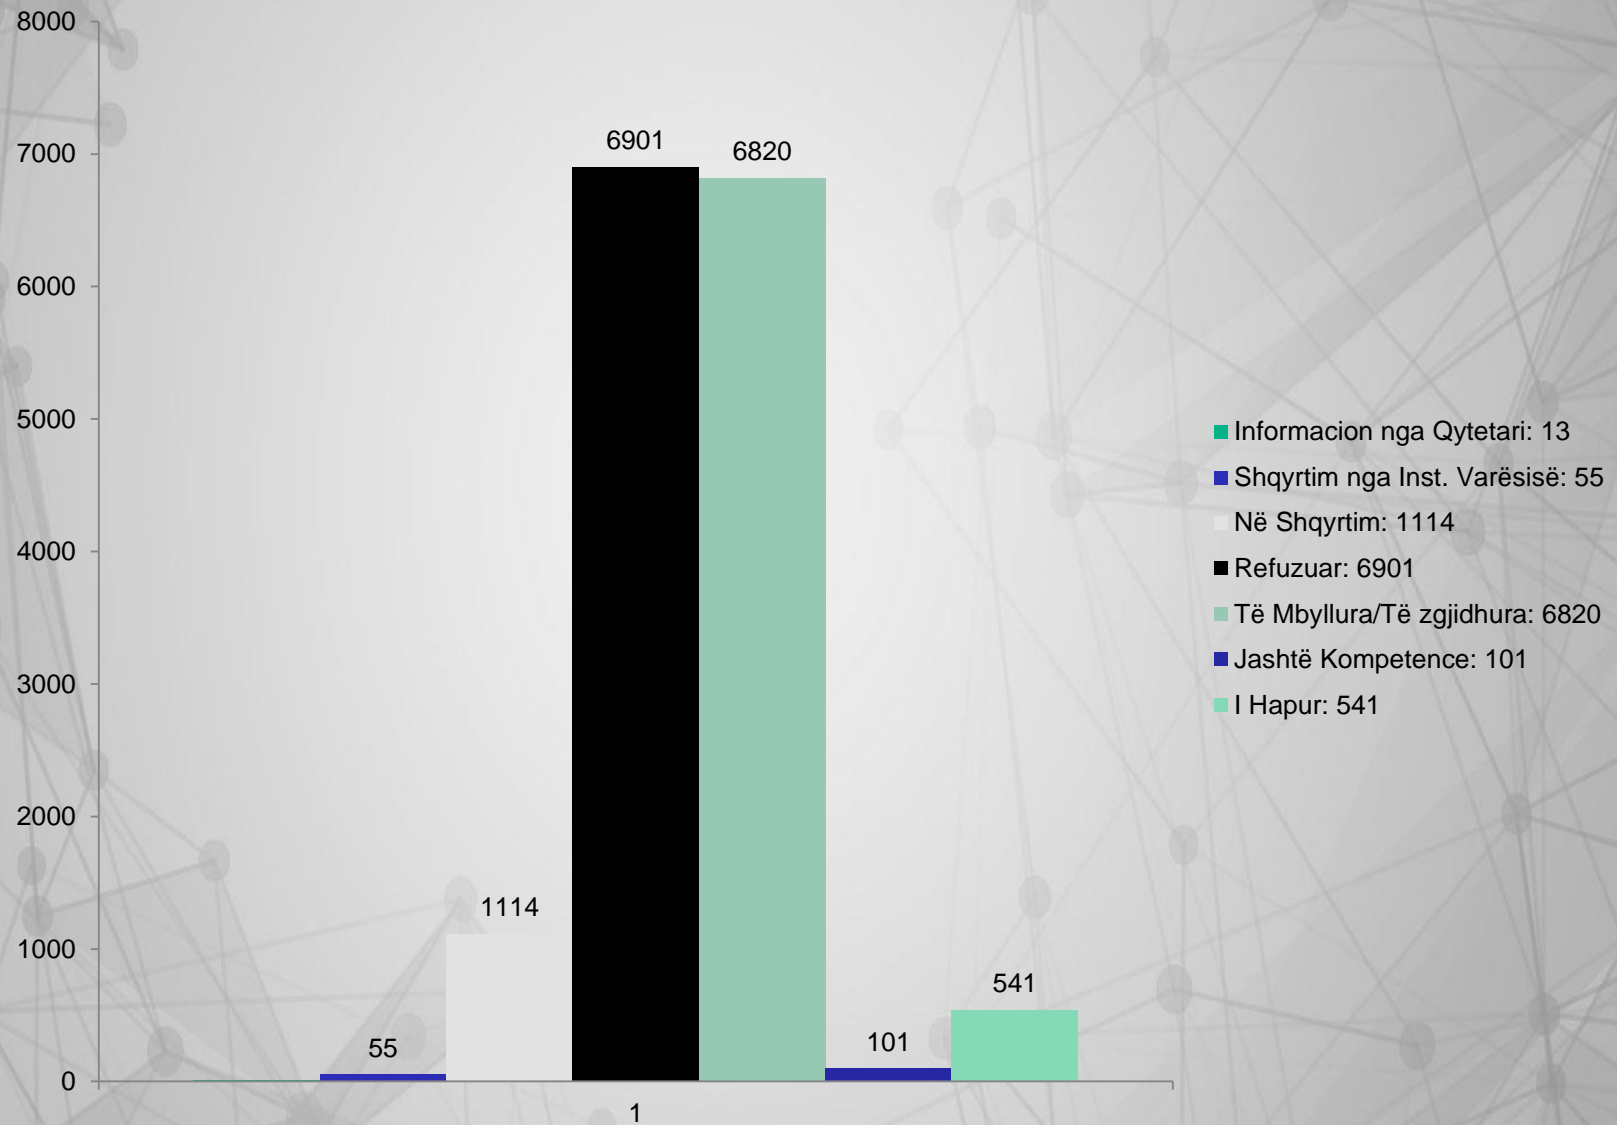 8000
7000
6000
5000
4000
3000
2000
1000
0
55
1114
6901
6820
101
541
1
Informacion nga Qytetari: 13
Shqyrtim nga Inst. Varësisë: 55
Në Shqyrtim: 1114
Refuzuar: 6901
Të Mbyllura/Të zgjidhura: 6820
Jashtë Kompetence: 101
I Hapur: 541